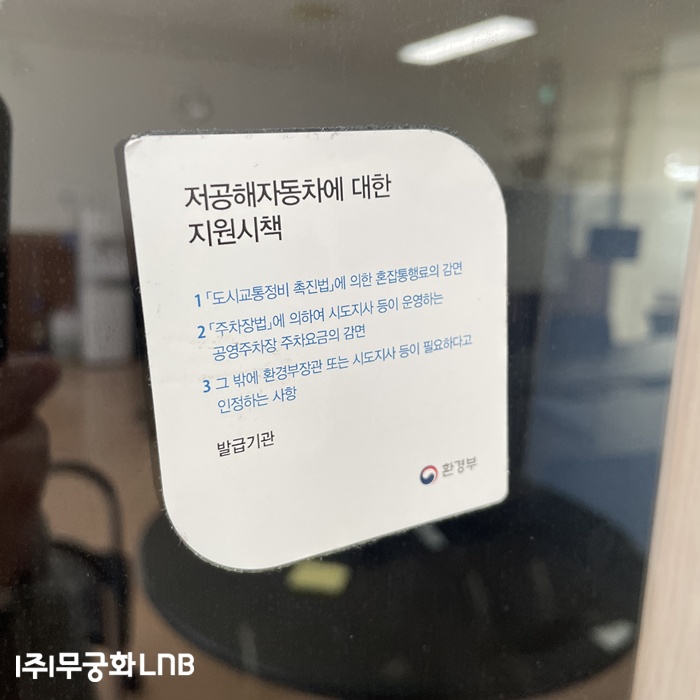 저공해자동차에 대한
지원시책
1 「도시교통정비 촉진법」에 의한 혼잡통행료의 감면
2 「주차장법」에 의하여 시도지사 등이 운영하는
공영주차장 주차요금의 감면
3 그 밖에 환경부장관 또는 시도지사 등이 필요하다고
인정하는 사항
발급기관
환경부
(주)무궁화LNB